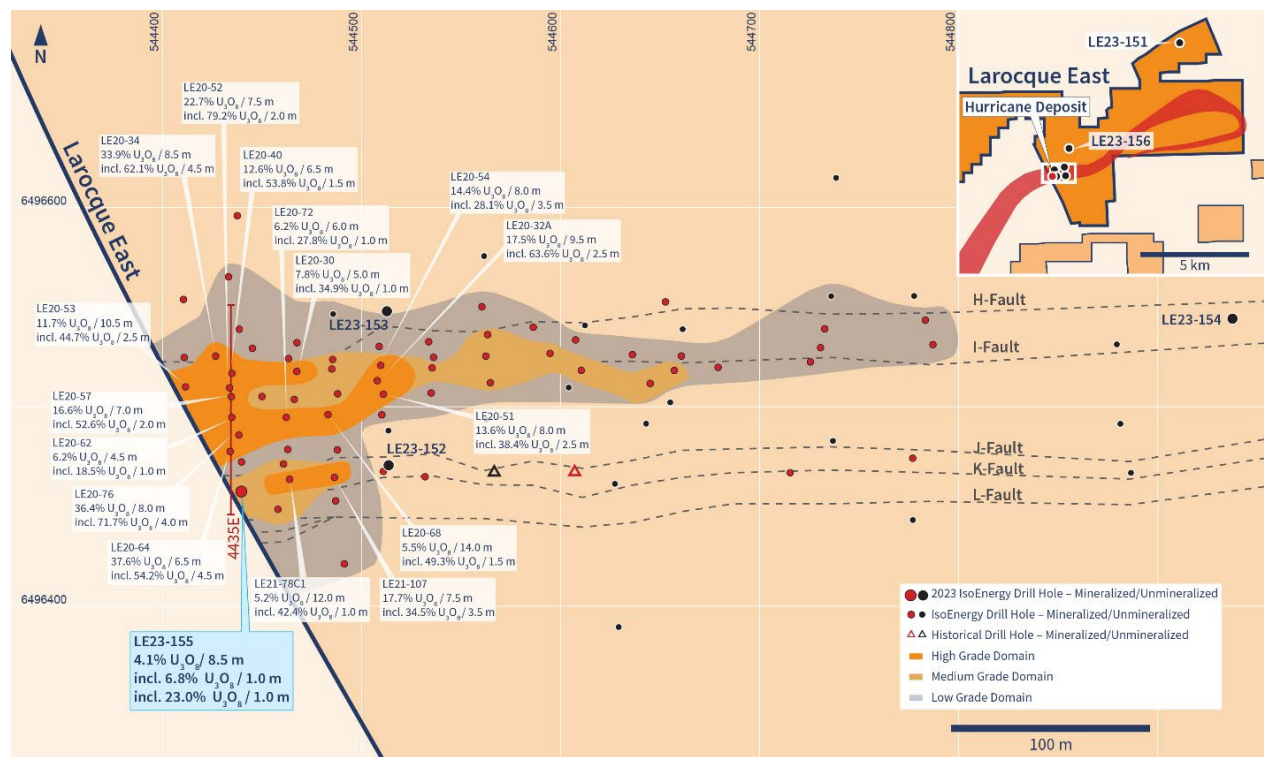 544400
544500
544600
544700
544800
N
LE20-52
22.7% U₃O₈ / 7.5 m
incl. 79.2% U₃O₈ / 2.0 m
LE20-34
33.9% U₃O₈ / 8.5 m
incl. 62.1% U₃O₈ / 4.5 m
LE20-40
12.6% U₃O₈ / 6.5 m
incl. 53.8% U₃O₈ / 1.5 m
LE20-72
6.2% U₃O₈ / 6.0 m
incl. 27.8% U₃O₈ / 1.0 m
LE20-30
7.8% U₃O₈ / 5.0 m
incl. 34.9% U₃O₈ / 1.0 m
LE20-54
14.4% U₃O₈ / 8.0 m
incl. 28.1% U₃O₈ / 3.5 m
LE20-32A
17.5% U₃O₈ / 9.5 m
incl. 63.6% U₃O₈ / 2.5 m
Larocque East
6496600
LE23-151
Larocque East
Hurricane Deposit
LE23-156
5 km
LE20-53
11.7% U₃O₈ / 10.5 m
incl. 44.7% U₃O₈ / 2.5 m
LE23-153
H-Fault
LE23-154
I-Fault
LE20-57
16.6% U₃O₈ / 7.0 m
incl. 52.6% U₃O₈ / 2.0 m
LE20-62
6.2% U₃O₈ / 4.5 m
incl. 18.5% U₃O₈ / 1.0 m
LE20-51
13.6% U₃O₈ / 8.0 m
incl. 38.4% U₃O₈ / 2.5 m
LE23-152
J-Fault
K-Fault
L-Fault
LE20-76
36.4% U₃O₈ / 8.0 m
incl. 71.7% U₃O₈ / 4.0 m
4435E
LE20-64
37.6% U₃O₈ / 6.5 m
incl. 54.2% U₃O₈ / 4.5 m
LE20-68
5.5% U₃O₈ / 14.0 m
incl. 49.3% U₃O₈ / 1.5 m
LE21-78C1
5.2% U₃O₈ / 12.0 m
incl. 42.4% U₃O₈ / 1.0 m
LE21-107
17.7% U₃O₈ / 7.5 m
incl. 34.5% U₃O₈ / 3.5 m
6496400
LE23-155
4.1% U₃O₈/ 8.5 m
incl. 6.8% U₃O₈ / 1.0 m
incl. 23.0% U₃O₈ / 1.0 m
2023 IsoEnergy Drill Hole – Mineralized/Unmineralized
IsoEnergy Drill Hole – Mineralized/Unmineralized
Historical Drill Hole – Mineralized/Unmineralized
High Grade Domain
Medium Grade Domain
Low Grade Domain
100 m